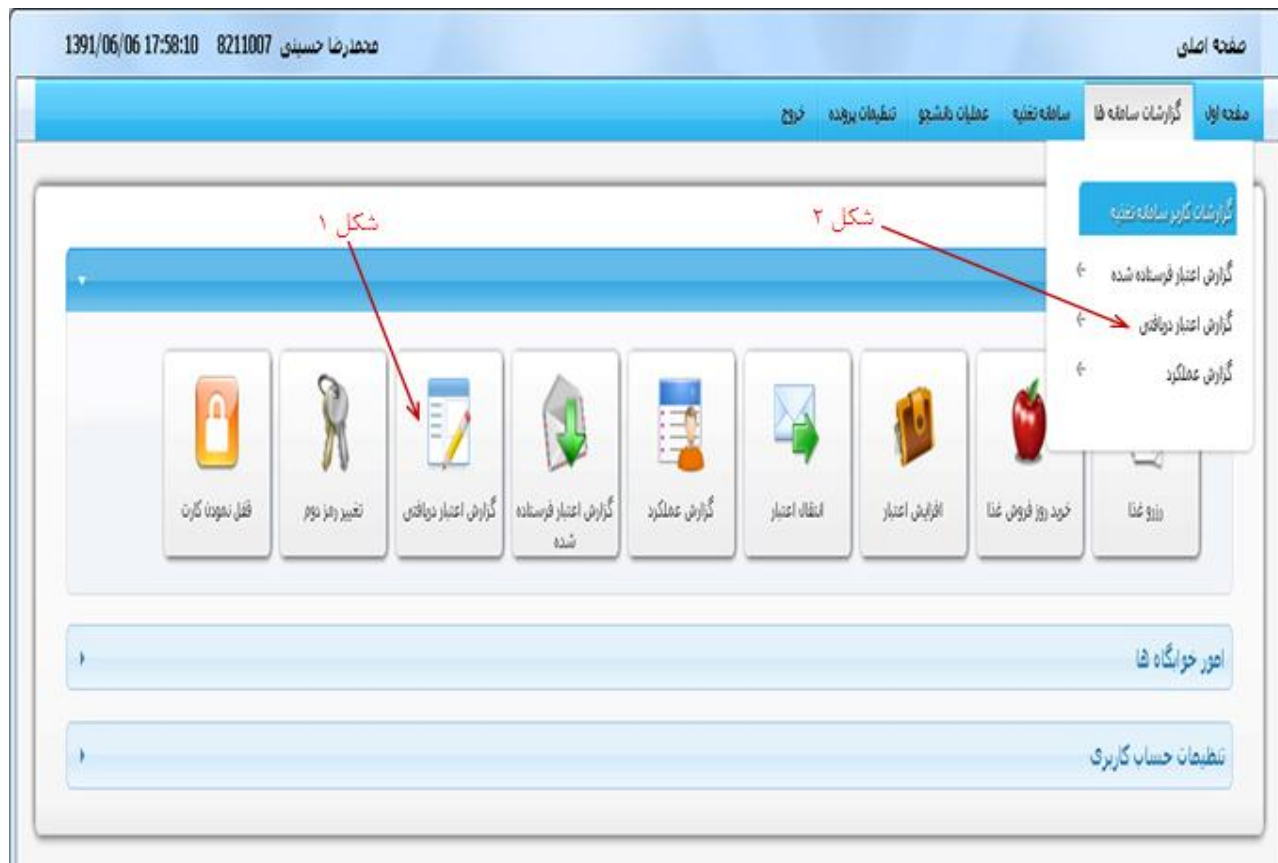 صفحه اصلی
محمدرضا حسینی 8211007 1391/06/06 17:58:10
صفحه اول گزارشات سامانه ها سامانه تغذیه عملیات دانشجو تنظیمات پرونده خروج
گزارشات کاربر سامانه تغذیه
گزارش اعتبار فرستاده شده
گزارش اعتبار دریافتی
گزارش عملکرد
شکل ۲
شکل ۱
رزرو غذا
خرید روز فروش غذا
افزایش اعتبار
انتقال اعتبار
گزارش عملکرد
گزارش اعتبار فرستاده
شده
گزارش اعتبار دریافتی
تغییر رمز دوم
قفل نمودن کارت
امور خوابگاه ها
تنظیمات حساب کاربری